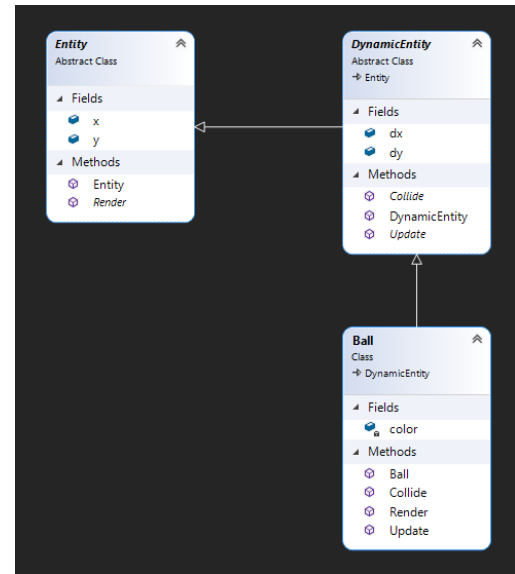 Entity
Abstract Class
Fields
x
y
Methods
Entity
Render
DynamicEntity
Abstract Class
Entity
Fields
dx
dy
Methods
Collide
DynamicEntity
Update
Ball
Class
DynamicEntity
Fields
color
Methods
Ball
Collide
Render
Update